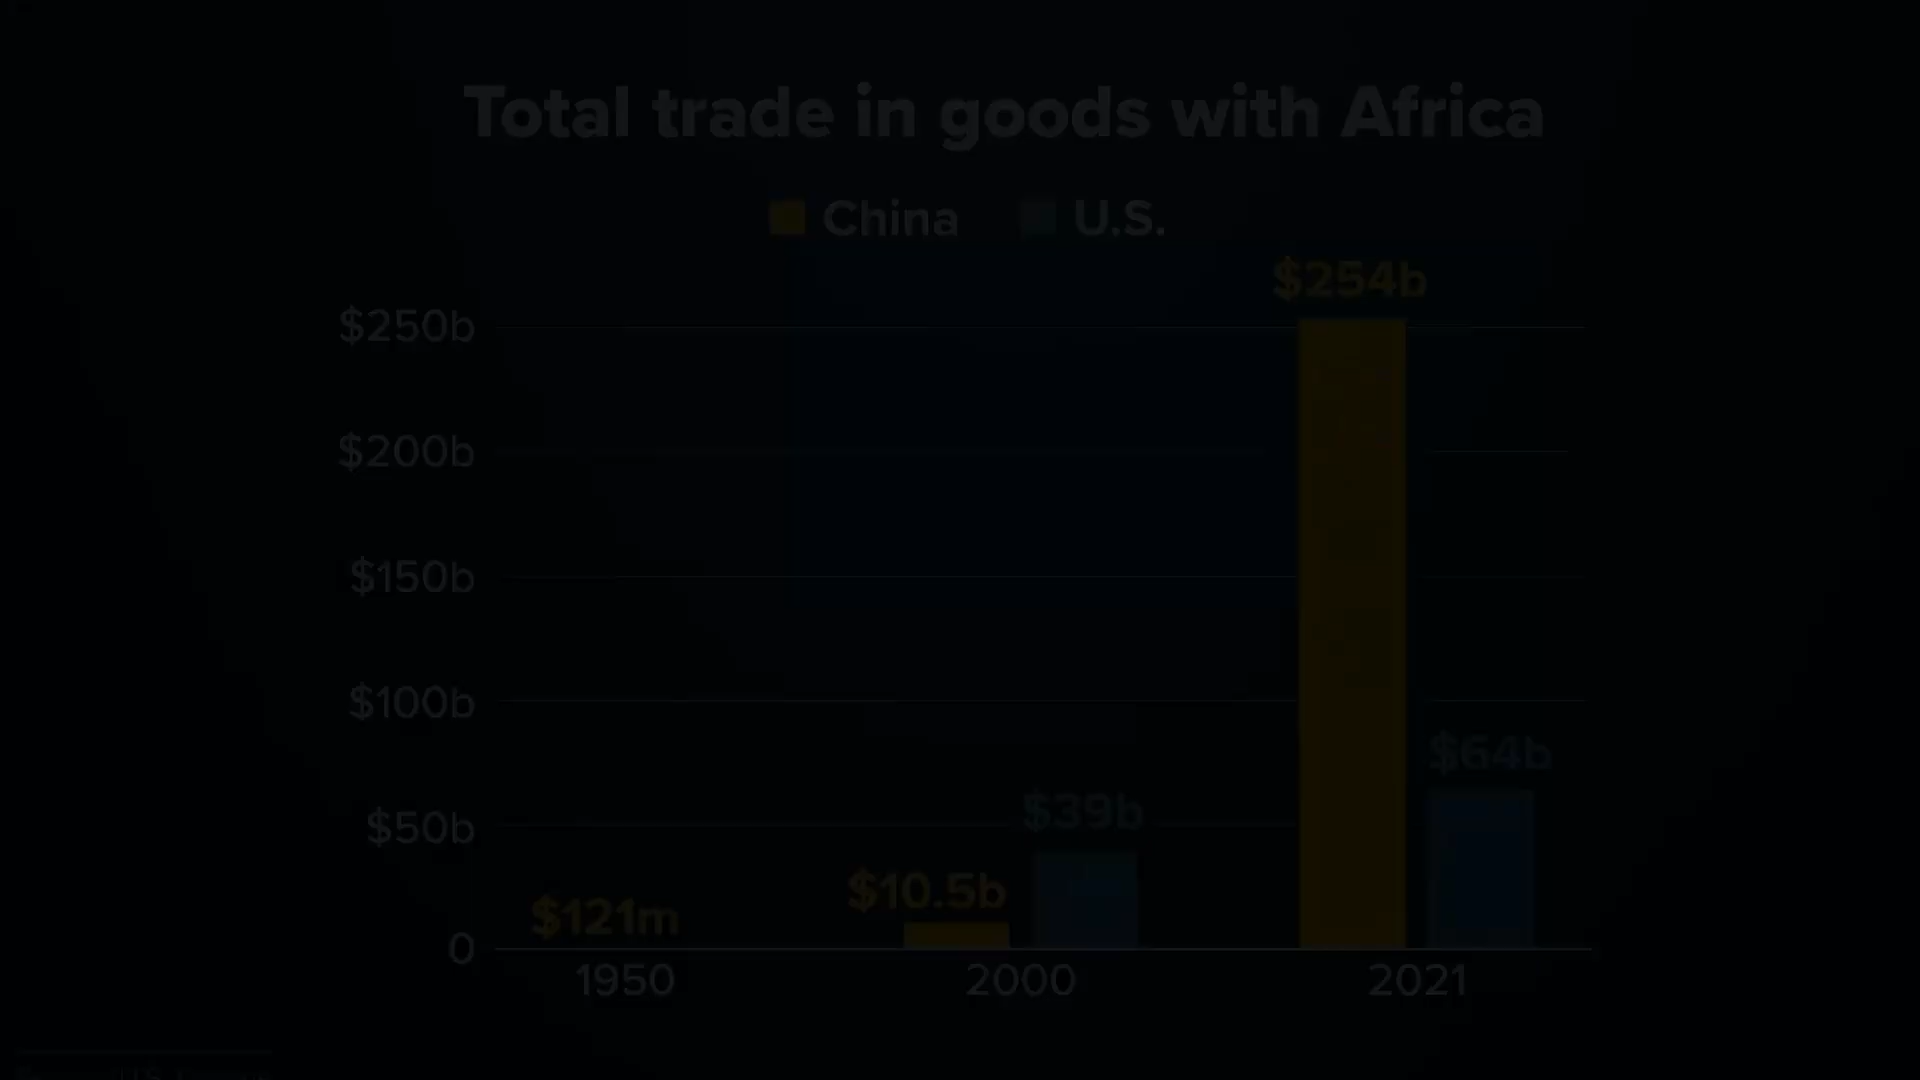 Total trade in goods with Africa
China U.S.
$254b
$250b
$200b
$150b
$100b
$64b
$39b
$50b
$10.5b
$121m
0
1950 2000 2021